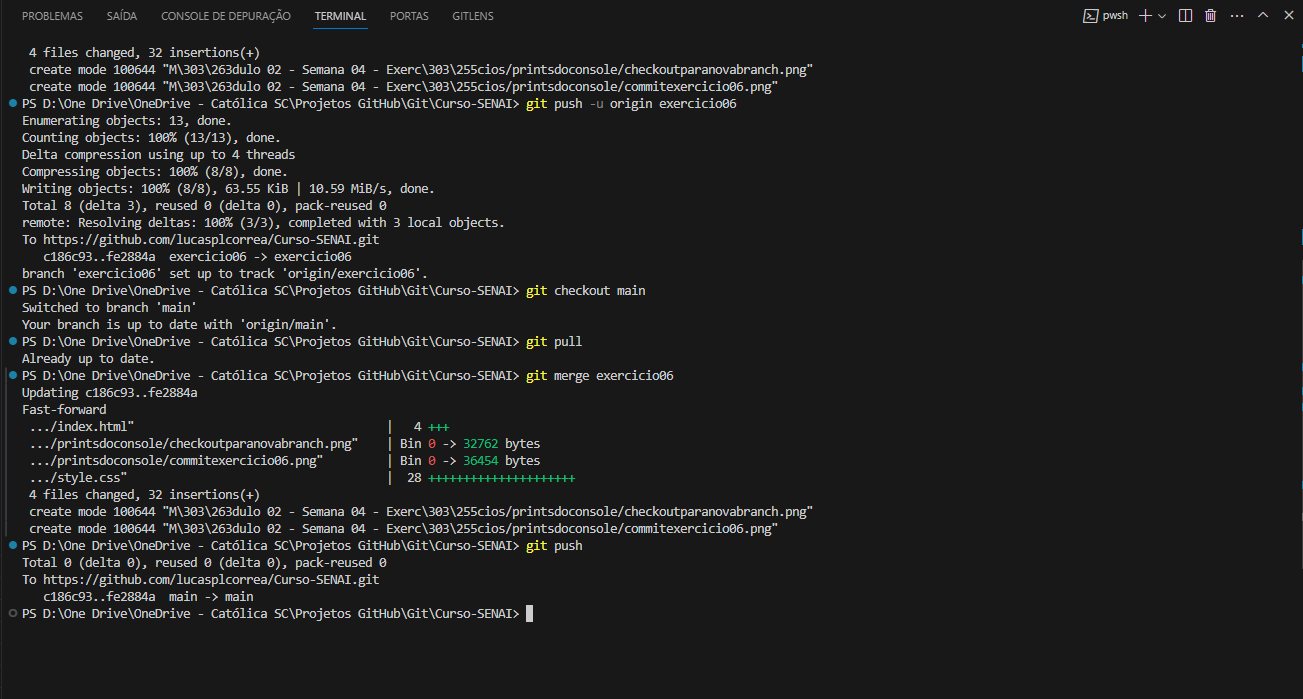 PROBLEMAS SAÍDA CONSOLE DE DEPURAÇÃO TERMINAL PORTAS GITLENS pwsh
4 files changed, 32 insertions(+)
create mode 100644 "M\303\263dulo 02 - Semana 04 - Exerc\303\255cios/printsdoconsole/checkoutparanovabranch.png"
create mode 100644 "M\303\263dulo 02 - Semana 04 - Exerc\303\255cios/printsdoconsole/commitexercicio06.png"
PS D:\One Drive\OneDrive - Católica SC\Projetos GitHub\Git\Curso-SENAI> git push -u origin exercicio06
Enumerating objects: 13, done.
Counting objects: 100% (13/13), done.
Delta compression using up to 4 threads
Compressing objects: 100% (8/8), done.
Writing objects: 100% (8/8), 63.55 KiB | 10.59 MiB/s, done.
Total 8 (delta 3), reused 0 (delta 0), pack-reused 0
remote: Resolving deltas: 100% (3/3), completed with 3 local objects.
To https://github.com/lucasplcorrea/Curso-SENAI.git
c186c93..fe2884a exercicio06 -> exercicio06
branch 'exercicio06' set up to track 'origin/exercicio06'.
PS D:\One Drive\OneDrive - Católica SC\Projetos GitHub\Git\Curso-SENAI> git checkout main
Switched to branch 'main'
Your branch is up to date with 'origin/main'.
PS D:\One Drive\OneDrive - Católica SC\Projetos GitHub\Git\Curso-SENAI> git pull
Already up to date.
PS D:\One Drive\OneDrive - Católica SC\Projetos GitHub\Git\Curso-SENAI> git merge exercicio06
Updating c186c93..fe2884a
Fast-forward
.../index.html" | 4 +++
.../printsdoconsole/checkoutparanovabranch.png" | Bin 0 -> 32762 bytes
.../printsdoconsole/commitexercicio06.png" | Bin 0 -> 36454 bytes
.../style.css" | 28 +++++++++++++++++++++
4 files changed, 32 insertions(+)
create mode 100644 "M\303\263dulo 02 - Semana 04 - Exerc\303\255cios/printsdoconsole/checkoutparanovabranch.png"
create mode 100644 "M\303\263dulo 02 - Semana 04 - Exerc\303\255cios/printsdoconsole/commitexercicio06.png"
PS D:\One Drive\OneDrive - Católica SC\Projetos GitHub\Git\Curso-SENAI> git push
Total 0 (delta 0), reused 0 (delta 0), pack-reused 0
To https://github.com/lucasplcorrea/Curso-SENAI.git
c186c93..fe2884a main -> main
PS D:\One Drive\OneDrive - Católica SC\Projetos GitHub\Git\Curso-SENAI>